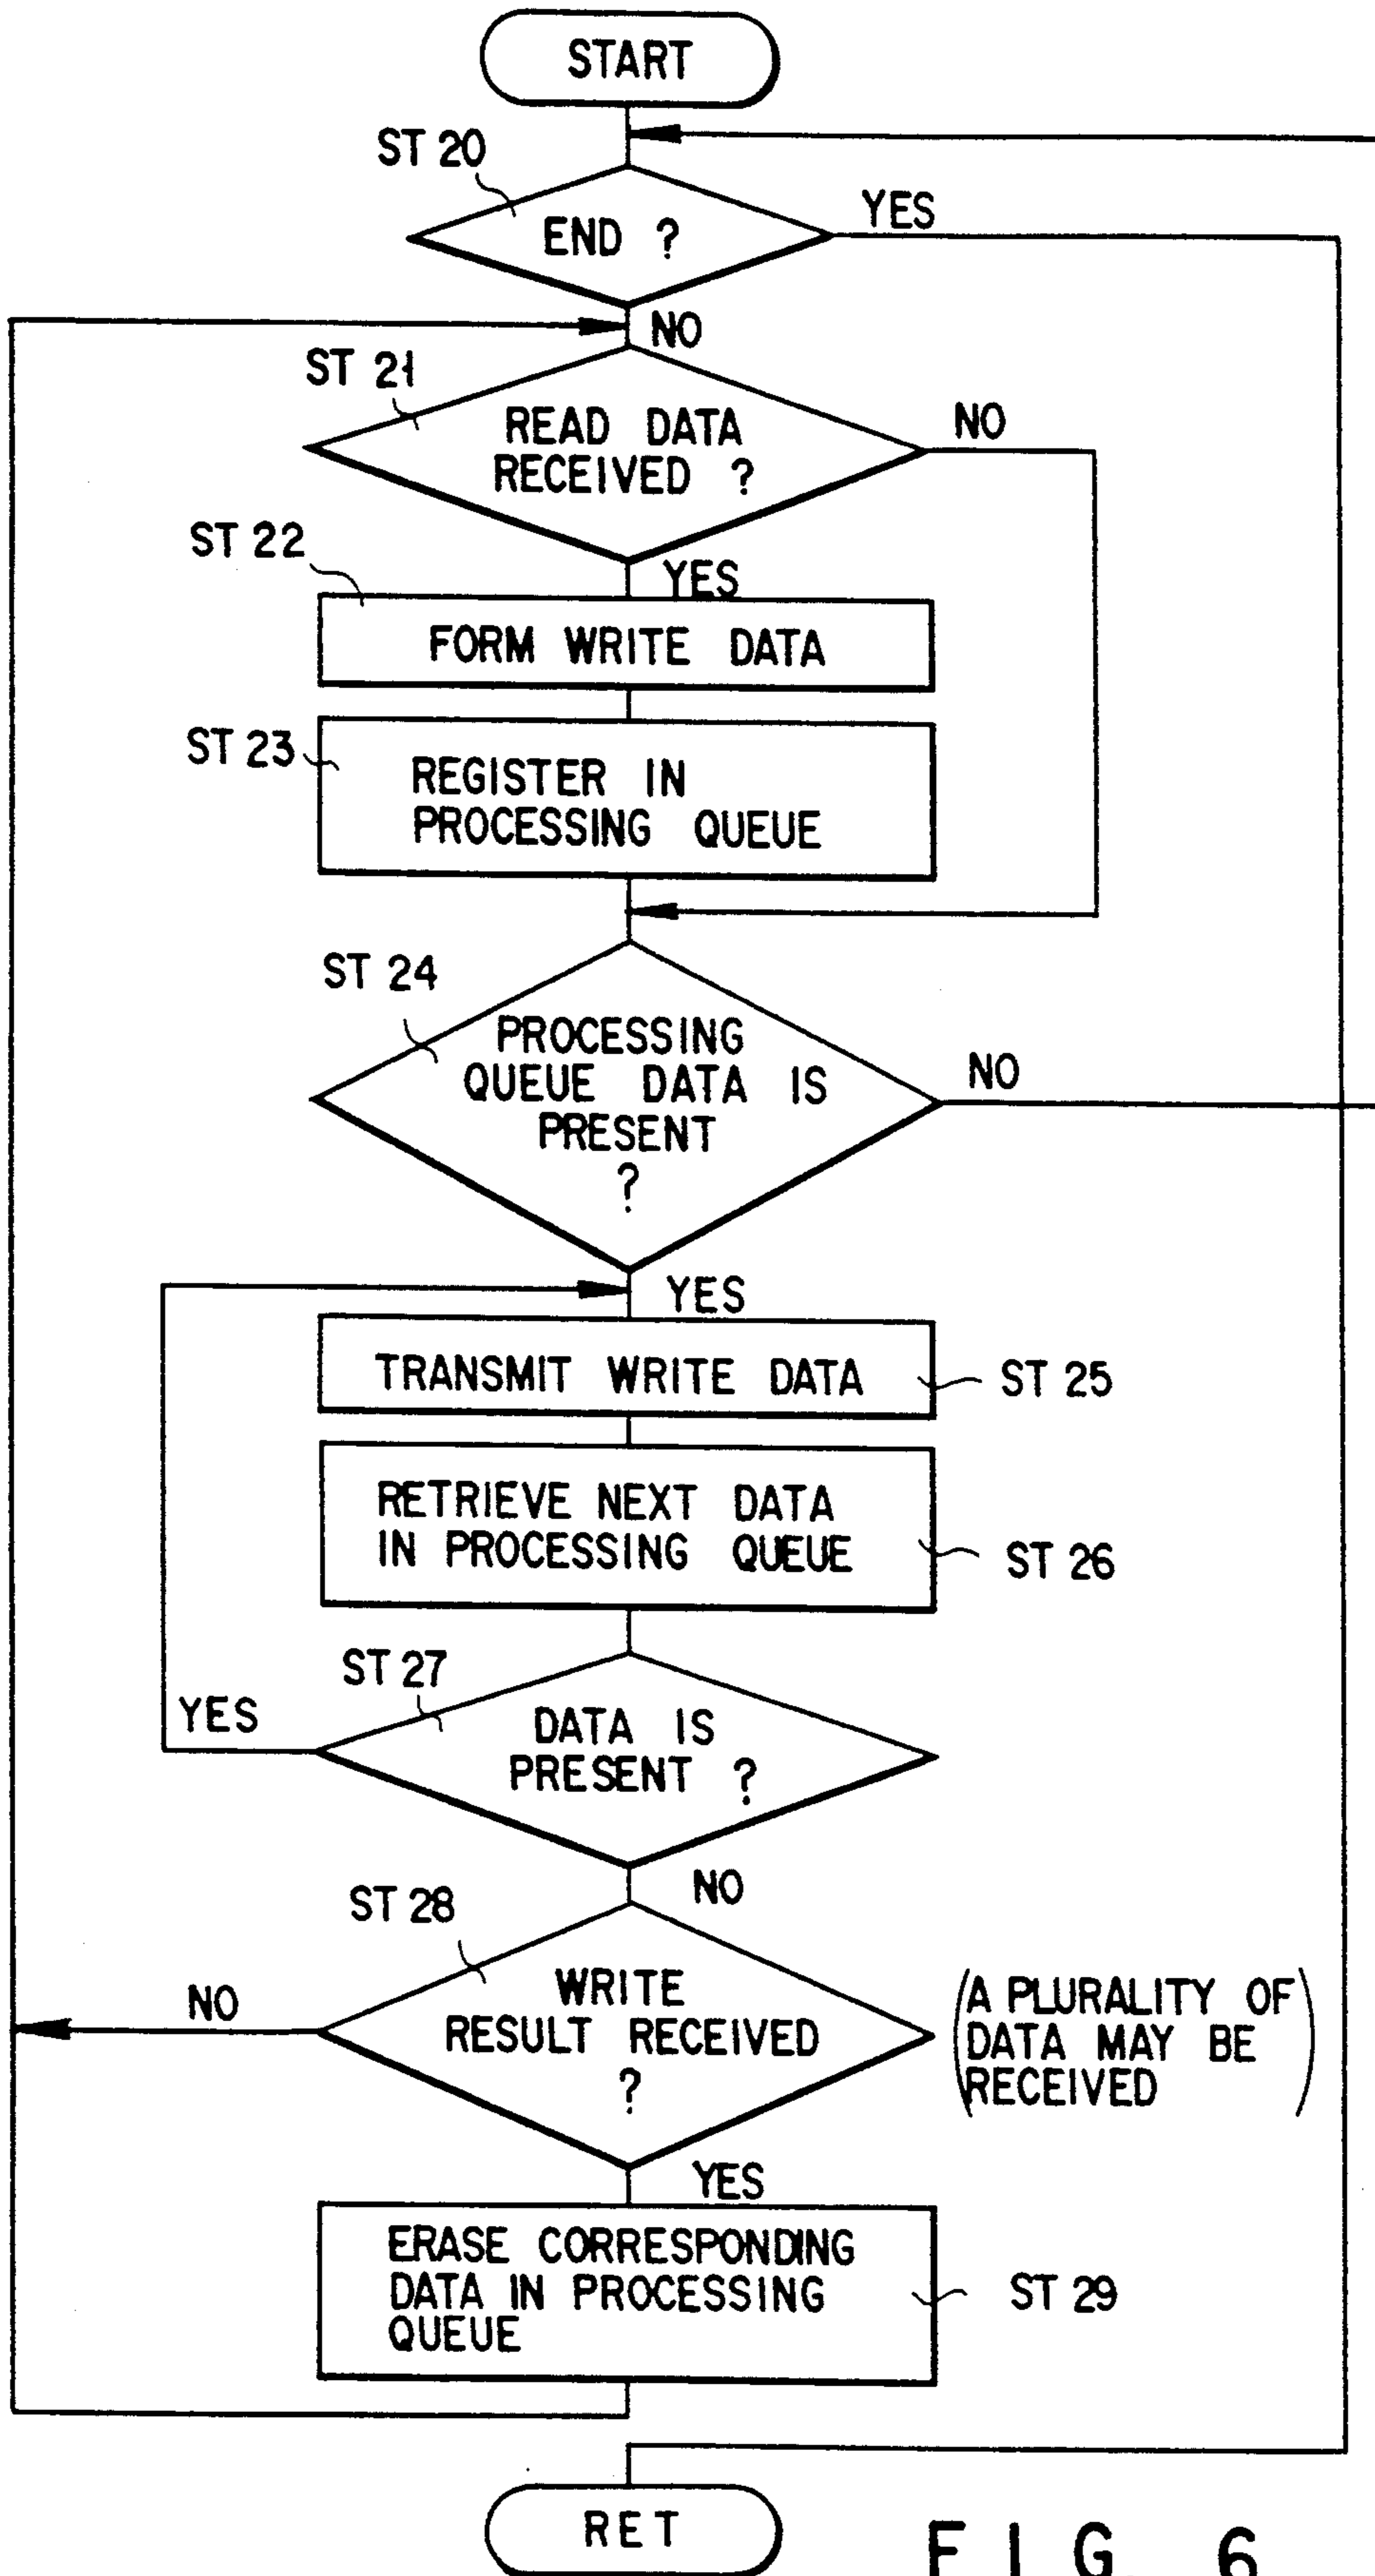 START
ST 20
END ?
YES
NO
ST 21
READ DATA
RECEIVED ?
NO
ST 22
YES
FORM WRITE DATA
ST 23
REGISTER IN
PROCESSING QUEUE
ST 24
PROCESSING
QUEUE DATA IS
PRESENT
?
NO
YES
TRANSMIT WRITE DATA
ST 25
RETRIEVE NEXT DATA
IN PROCESSING QUEUE
ST 26
ST 27
YES
DATA IS
PRESENT ?
NO
ST 28
NO
WRITE
RESULT RECEIVED
?
(A PLURALITY OF
DATA MAY BE
RECEIVED)
YES
ERASE CORRESPONDING
DATA IN PROCESSING
QUEUE
ST 29
RET
FIG. 6